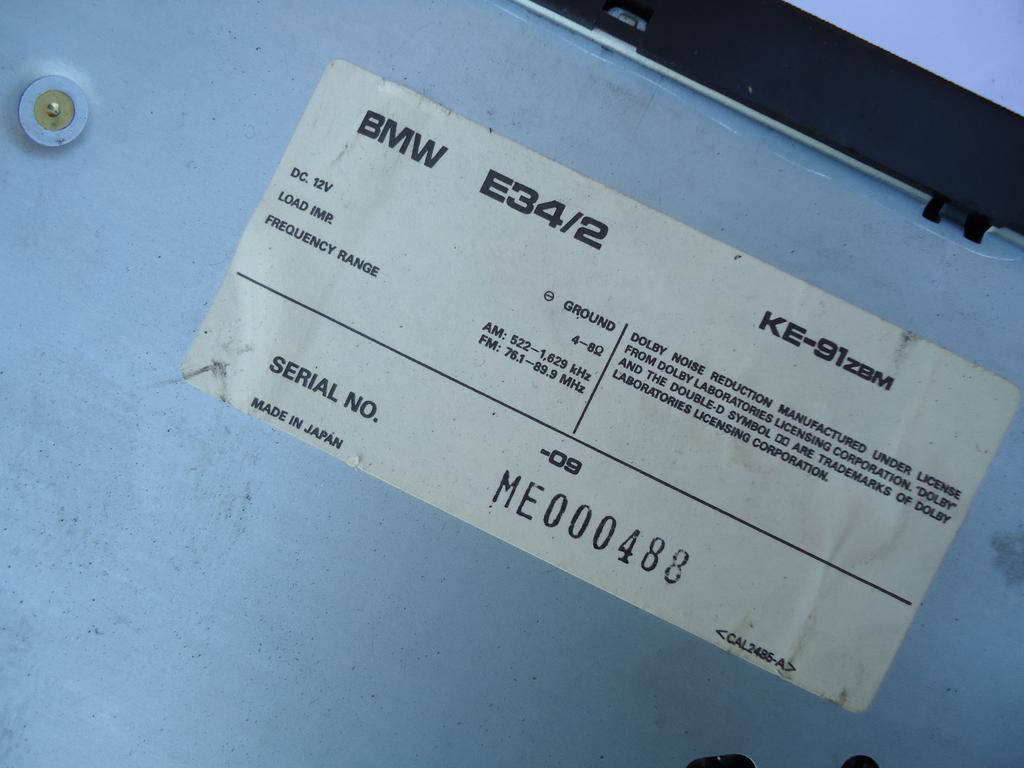 BMW E34/2 KE-91ZBM
DC. 12V ⊖ GROUND
LOAD IMP. 4–8Ω
FREQUENCY RANGE AM: 522–1,629 kHz
FM: 76.1–89.9 MHz
DOLBY NOISE REDUCTION MANUFACTURED UNDER LICENSE
FROM DOLBY LABORATORIES LICENSING CORPORATION. "DOLBY"
AND THE DOUBLE-D SYMBOL ARE TRADEMARKS OF DOLBY
LABORATORIES LICENSING CORPORATION.
-09
SERIAL NO. ME000488
MADE IN JAPAN
<CAL2485-A>